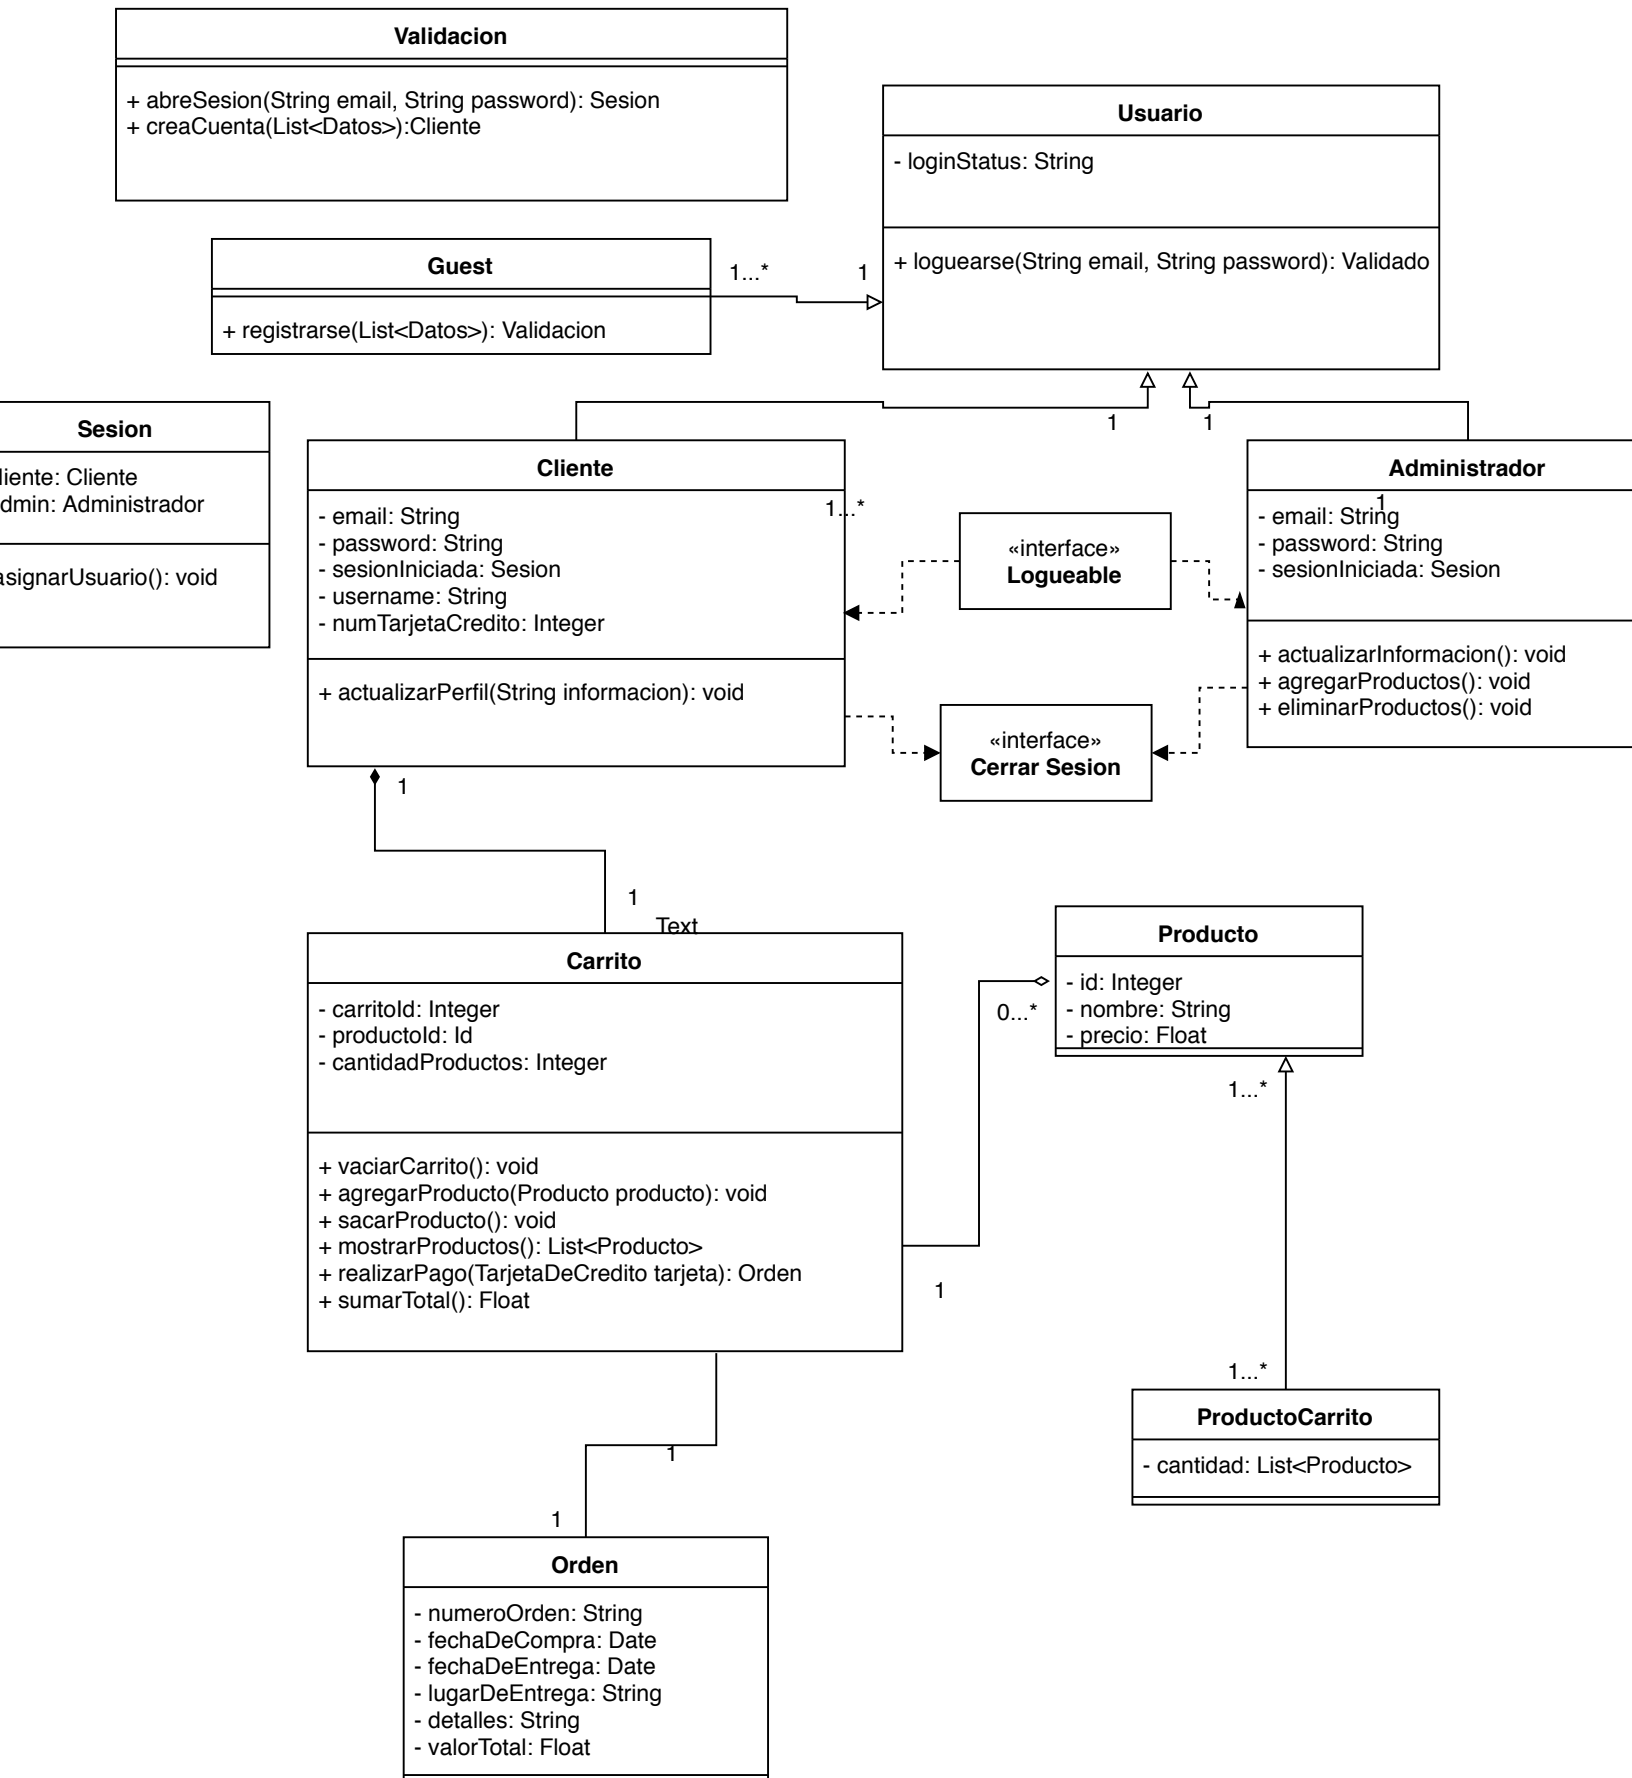 Validacion
+ abreSesion(String email, String password): Sesion
+ creaCuenta(List<Datos>):Cliente
Usuario
- loginStatus: String
+ loguearse(String email, String password): Validado
Guest
+ registrarse(List<Datos>): Validacion
1...*
1
Sesion
liente: Cliente
dmin: Administrador
asignarUsuario(): void
1
1
Cliente
- email: String
- password: String
- sesionIniciada: Sesion
- username: String
- numTarjetaCredito: Integer
+ actualizarPerfil(String informacion): void
1...*
«interface»
Logueable
Administrador
1
- email: String
- password: String
- sesionIniciada: Sesion
+ actualizarInformacion(): void
+ agregarProductos(): void
+ eliminarProductos(): void
«interface»
Cerrar Sesion
1
1
Text
Carrito
- carritoId: Integer
- productoId: Id
- cantidadProductos: Integer
+ vaciarCarrito(): void
+ agregarProducto(Producto producto): void
+ sacarProducto(): void
+ mostrarProductos(): List<Producto>
+ realizarPago(TarjetaDeCredito tarjeta): Orden
+ sumarTotal(): Float
Producto
- id: Integer
- nombre: String
- precio: Float
0...*
1
1...*
1...*
ProductoCarrito
- cantidad: List<Producto>
1
1
Orden
- numeroOrden: String
- fechaDeCompra: Date
- fechaDeEntrega: Date
- lugarDeEntrega: String
- detalles: String
- valorTotal: Float